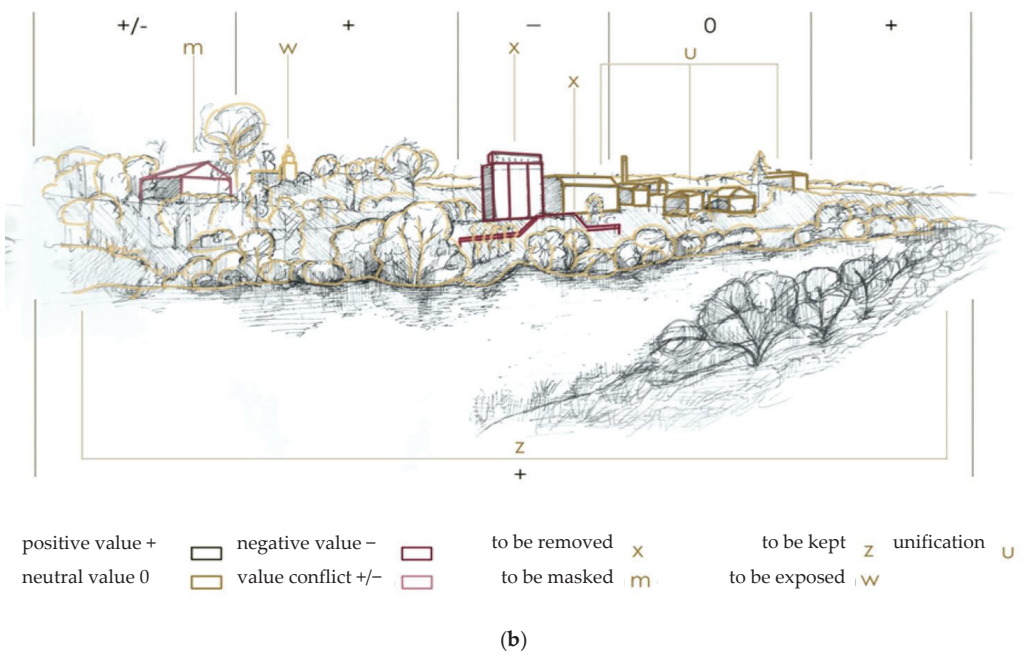 +/- + – 0 +
m w x u
x
z
+
positive value + negative value – to be removed x to be kept z unification u
neutral value 0 value conflict +/– to be masked m to be exposed w
(b)